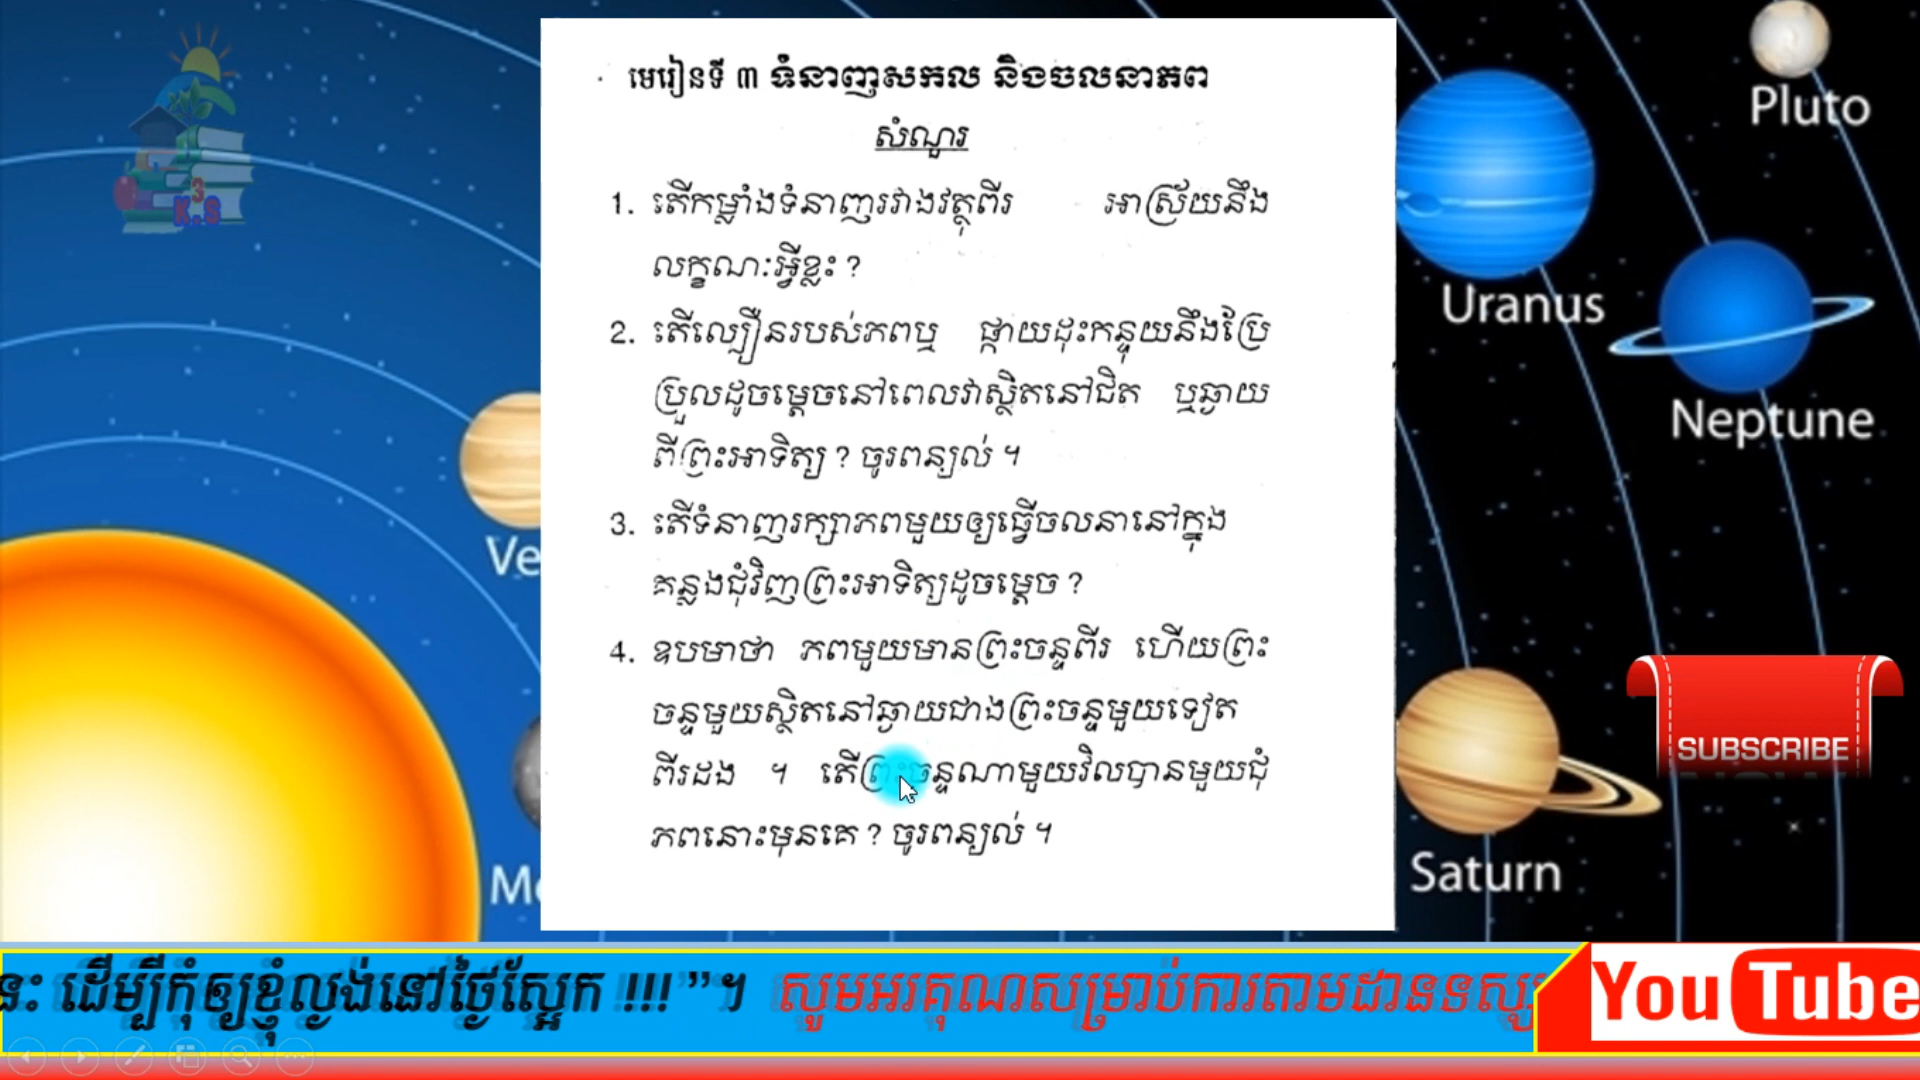 មេរៀនទី ៣ ទំនាញសកល និងចលនាភព
សំណួរ
1. តើកម្លាំងទំនាញរវាងវត្ថុពីរ អាស្រ័យនឹង
លក្ខណៈអ្វីខ្លះ ?
2. តើល្បឿនរបស់ភពឬ ផ្កាយដុះកន្ទុយនឹងប្រែ
ប្រួលដូចម្ដេចនៅពេលវាស្ថិតនៅជិត ឬឆ្ងាយ
ពីព្រះអាទិត្យ ? ចូរពន្យល់ ។
3. តើទំនាញរក្សាភពមួយឲ្យធ្វើចលនានៅក្នុង
គន្លងជុំវិញព្រះអាទិត្យដូចម្ដេច ?
4. ឧបមាថា ភពមួយមានព្រះចន្ទពីរ ហើយព្រះ
ចន្ទមួយស្ថិតនៅឆ្ងាយជាងព្រះចន្ទមួយទៀត
ពីរដង ។ តើព្រះចន្ទណាមួយវិលបានមួយជុំ
ភពនោះមុនគេ ? ចូរពន្យល់ ។
Pluto
Uranus
Neptune
Saturn
Ve
Me
K:S
3
SUBSCRIBE
នះ ដើម្បីកុំឲ្យខ្ញុំល្ងង់នៅថ្ងៃស្អែក !!! ”។ សូមអរគុណសម្រាប់ការតាមដានទស្ស
YouTube